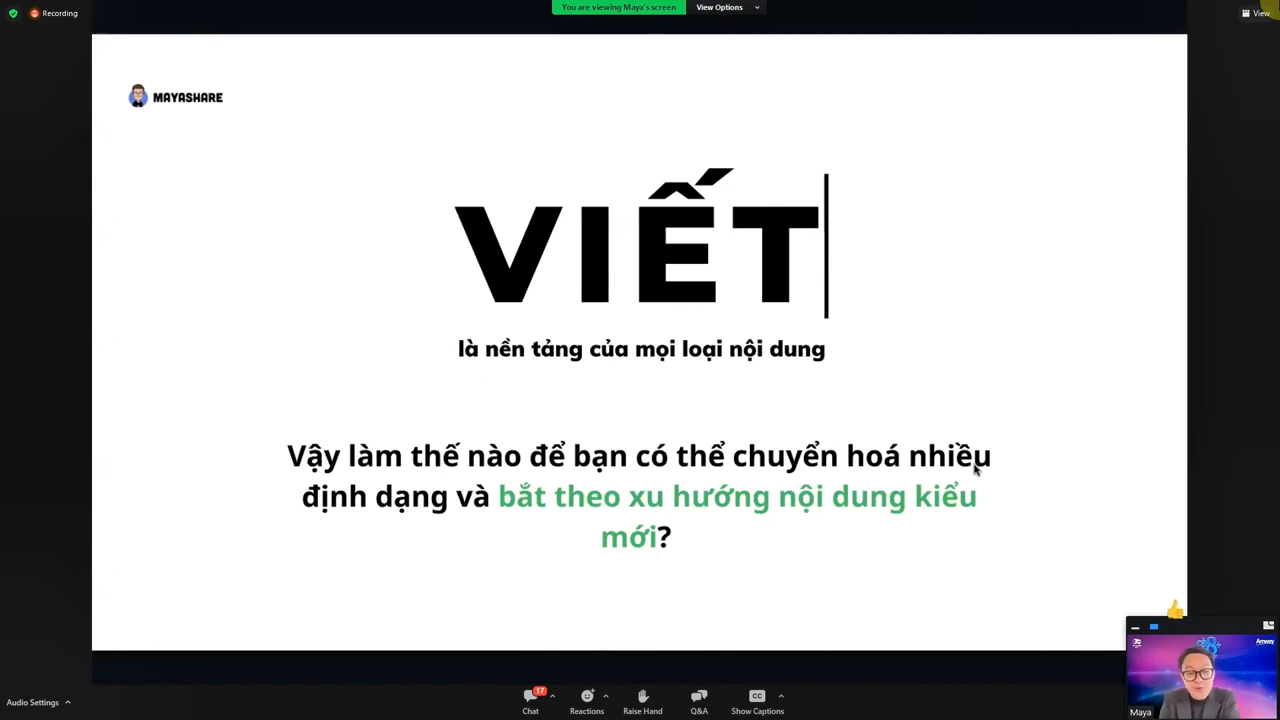 Recording
You are viewing Maya's screen
View Options
View
MAYASHARE
VIẾT
là nền tảng của mọi loại nội dung
Vậy làm thế nào để bạn có thể chuyển hoá nhiều
định dạng và bắt theo xu hướng nội dung kiểu
mới?
Amway
Maya
Audio Settings
17
Chat
Reactions
Raise Hand
Q&A
CC
Show Captions